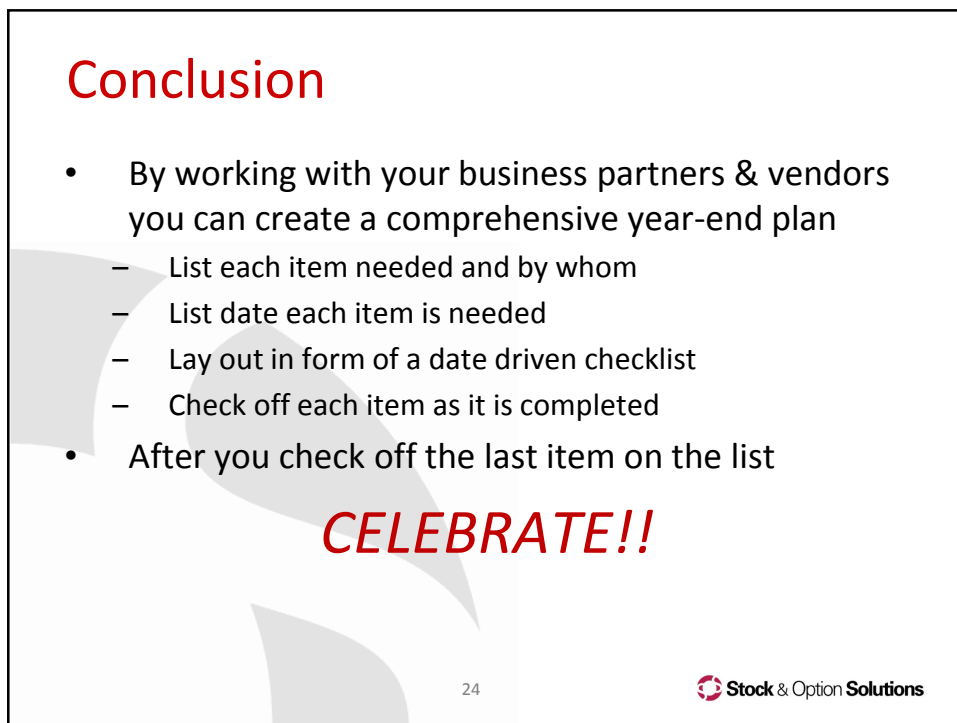 Conclusion
• By working with your business partners & vendors
you can create a comprehensive year-end plan
– List each item needed and by whom
– List date each item is needed
– Lay out in form of a date driven checklist
– Check off each item as it is completed
• After you check off the last item on the list
CELEBRATE!!
24
Stock & Option Solutions